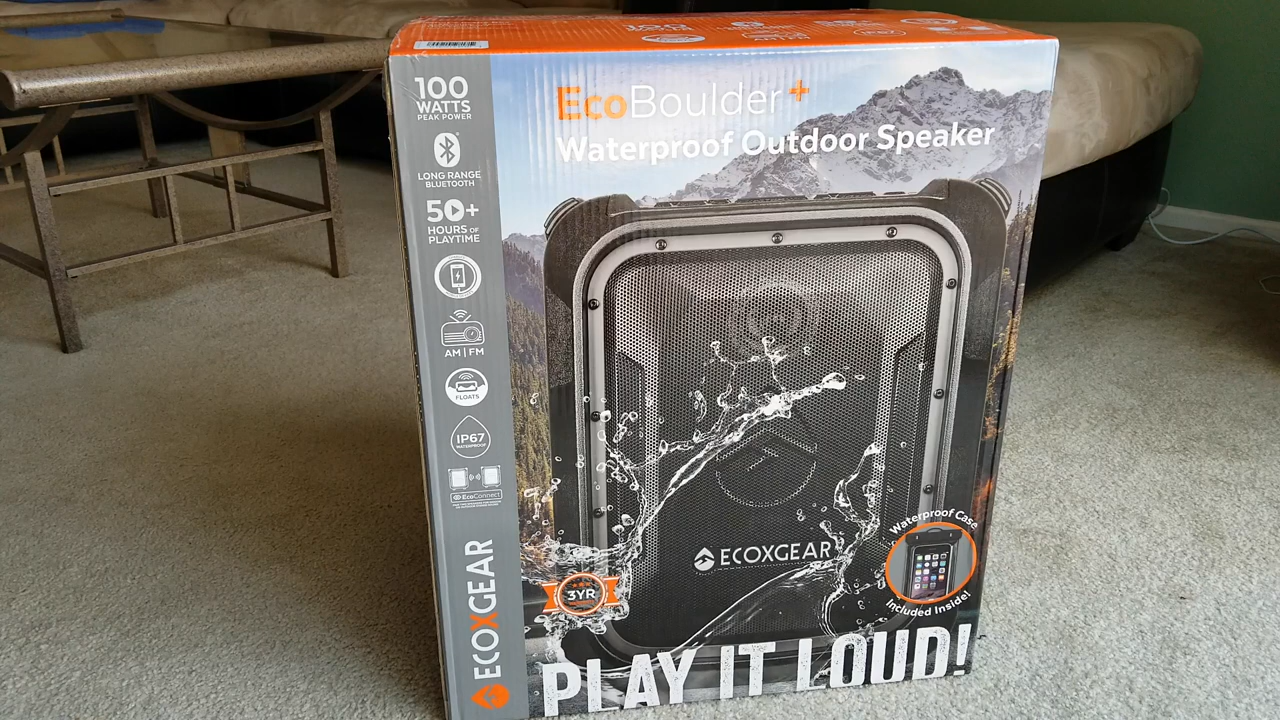 100
WATTS
PEAK POWER
LONG RANGE
BLUETOOTH
50+
HOURS OF
PLAYTIME
AM | FM
FLOATS
IP67
WATERPROOF
EcoConnect
ECOXGEAR
EcoBoulder+
Waterproof Outdoor Speaker
ECOXGEAR
3YR
Waterproof Case
Included Inside!
PLAY IT LOUD!